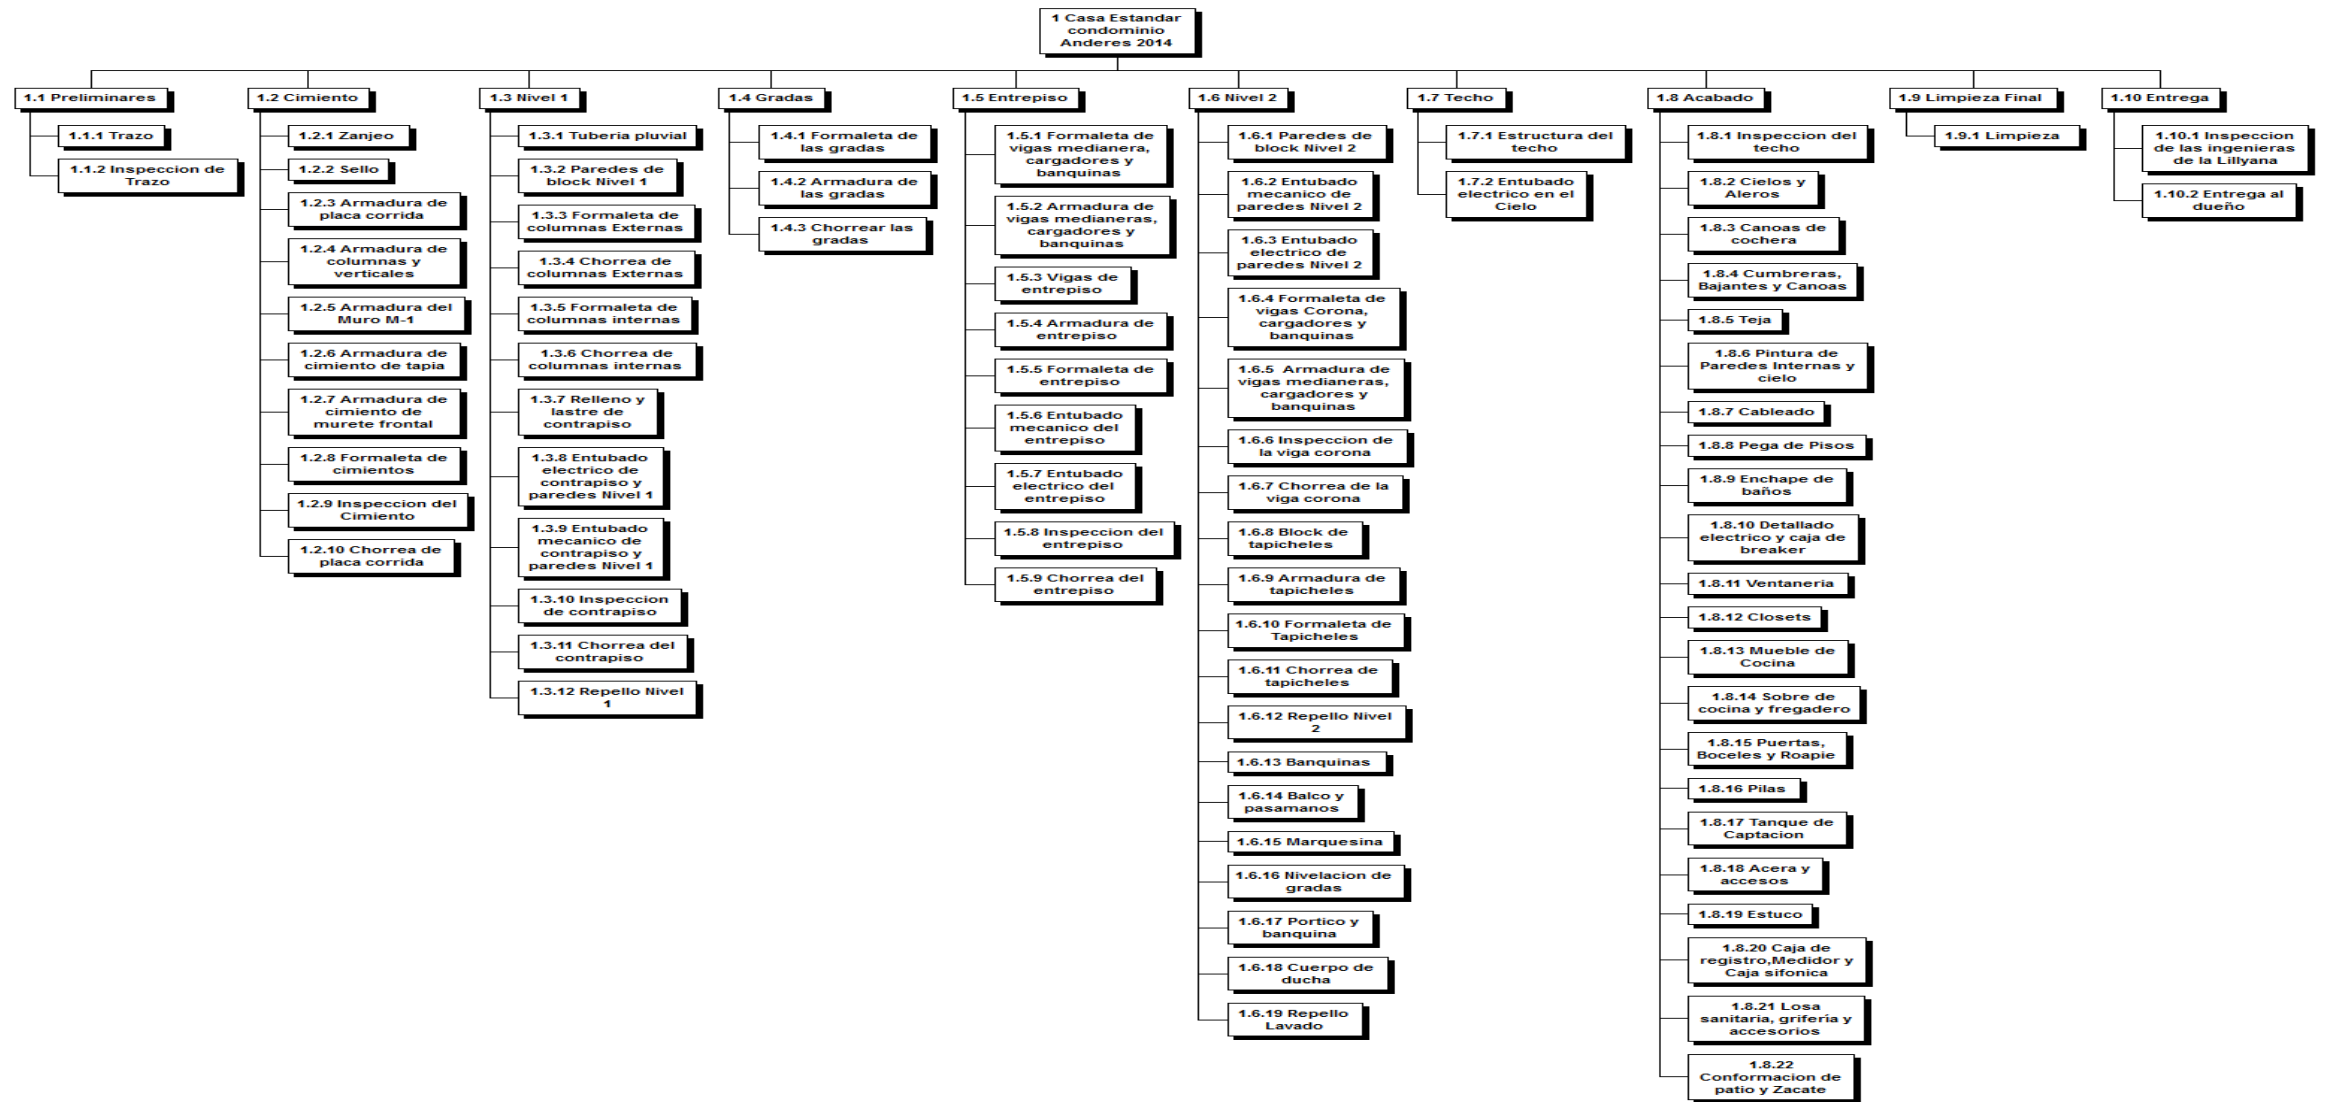 1 Casa Estandar
condominio
Anderes 2014
1.1 Preliminares
1.1.1 Trazo
1.1.2 Inspeccion de
Trazo
1.2 Cimiento
1.2.1 Zanjeo
1.2.2 Sello
1.2.3 Armadura de
placa corrida
1.2.4 Armadura de
columnas y
verticales
1.2.5 Armadura del
Muro M-1
1.2.6 Armadura de
cimiento de tapia
1.2.7 Armadura de
cimiento de
murete frontal
1.2.8 Formaleta de
cimientos
1.2.9 Inspeccion del
Cimiento
1.2.10 Chorrea de
placa corrida
1.3 Nivel 1
1.3.1 Tuberia pluvial
1.3.2 Paredes de
block Nivel 1
1.3.3 Formaleta de
columnas Externas
1.3.4 Chorrea de
columnas Externas
1.3.5 Formaleta de
columnas internas
1.3.6 Chorrea de
columnas internas
1.3.7 Relleno y
lastre de
contrapiso
1.3.8 Entubado
electrico de
contrapiso y
paredes Nivel 1
1.3.9 Entubado
mecanico de
contrapiso y
paredes Nivel 1
1.3.10 Inspeccion
de contrapiso
1.3.11 Chorrea del
contrapiso
1.3.12 Repello Nivel
1
1.4 Gradas
1.4.1 Formaleta de
las gradas
1.4.2 Armadura de
las gradas
1.4.3 Chorrear las
gradas
1.5 Entrepiso
1.5.1 Formaleta de
vigas medianera,
cargadores y
banquinas
1.5.2 Armadura de
vigas medianeras,
cargadores y
banquinas
1.5.3 Vigas de
entrepiso
1.5.4 Armadura de
entrepiso
1.5.5 Formaleta de
entrepiso
1.5.6 Entubado
mecanico del
entrepiso
1.5.7 Entubado
electrico del
entrepiso
1.5.8 Inspeccion del
entrepiso
1.5.9 Chorrea del
entrepiso
1.6 Nivel 2
1.6.1 Paredes de
block Nivel 2
1.6.2 Entubado
mecanico de
paredes Nivel 2
1.6.3 Entubado
electrico de
paredes Nivel 2
1.6.4 Formaleta de
vigas Corona,
cargadores y
banquinas
1.6.5 Armadura de
vigas medianeras,
cargadores y
banquinas
1.6.6 Inspeccion de
la viga corona
1.6.7 Chorrea de la
viga corona
1.6.8 Block de
tapicheles
1.6.9 Armadura de
tapicheles
1.6.10 Formaleta de
Tapicheles
1.6.11 Chorrea de
tapicheles
1.6.12 Repello Nivel
2
1.6.13 Banquinas
1.6.14 Balco y
pasamanos
1.6.15 Marquesina
1.6.16 Nivelacion de
gradas
1.6.17 Portico y
banquina
1.6.18 Cuerpo de
ducha
1.6.19 Repello
Lavado
1.7 Techo
1.7.1 Estructura del
techo
1.7.2 Entubado
electrico en el
Cielo
1.8 Acabado
1.8.1 Inspeccion del
techo
1.8.2 Cielos y
Aleros
1.8.3 Canoas de
cochera
1.8.4 Cumbreras,
Bajantes y Canoas
1.8.5 Teja
1.8.6 Pintura de
Paredes Internas y
cielo
1.8.7 Cableado
1.8.8 Pega de Pisos
1.8.9 Enchape de
baños
1.8.10 Detallado
electrico y caja de
breaker
1.8.11 Ventaneria
1.8.12 Closets
1.8.13 Mueble de
Cocina
1.8.14 Sobre de
cocina y fregadero
1.8.15 Puertas,
Boceles y Roapie
1.8.16 Pilas
1.8.17 Tanque de
Captacion
1.8.18 Acera y
accesos
1.8.19 Estuco
1.8.20 Caja de
registro,Medidor y
Caja sifonica
1.8.21 Losa
sanitaria, grifería y
accesorios
1.8.22
Conformacion de
patio y Zacate
1.9 Limpieza Final
1.9.1 Limpieza
1.10 Entrega
1.10.1 Inspeccion
de las ingenieras
de la Lillyana
1.10.2 Entrega al
dueño